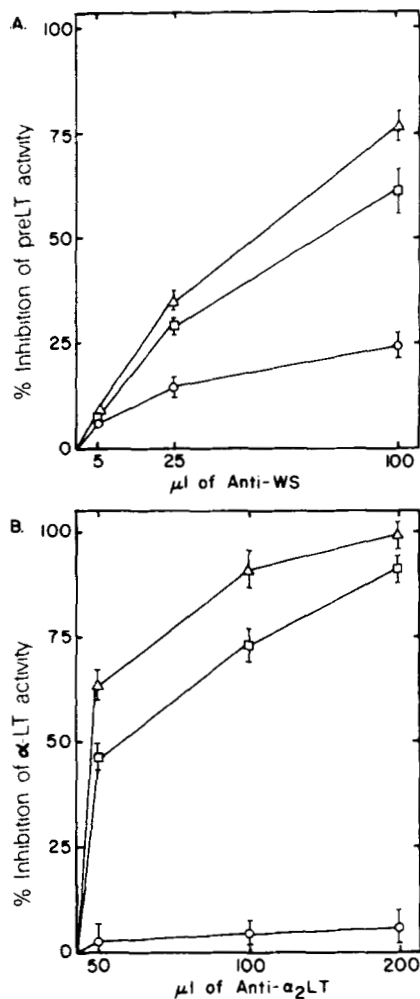 A.
100
75
50
25
0
% Inhibition of preLT activity
5 25 100
μl of Anti-WS
B.
100
75
50
25
0
% Inhibition of α-LT activity
50 100 200
μl of Anti-α₂LT